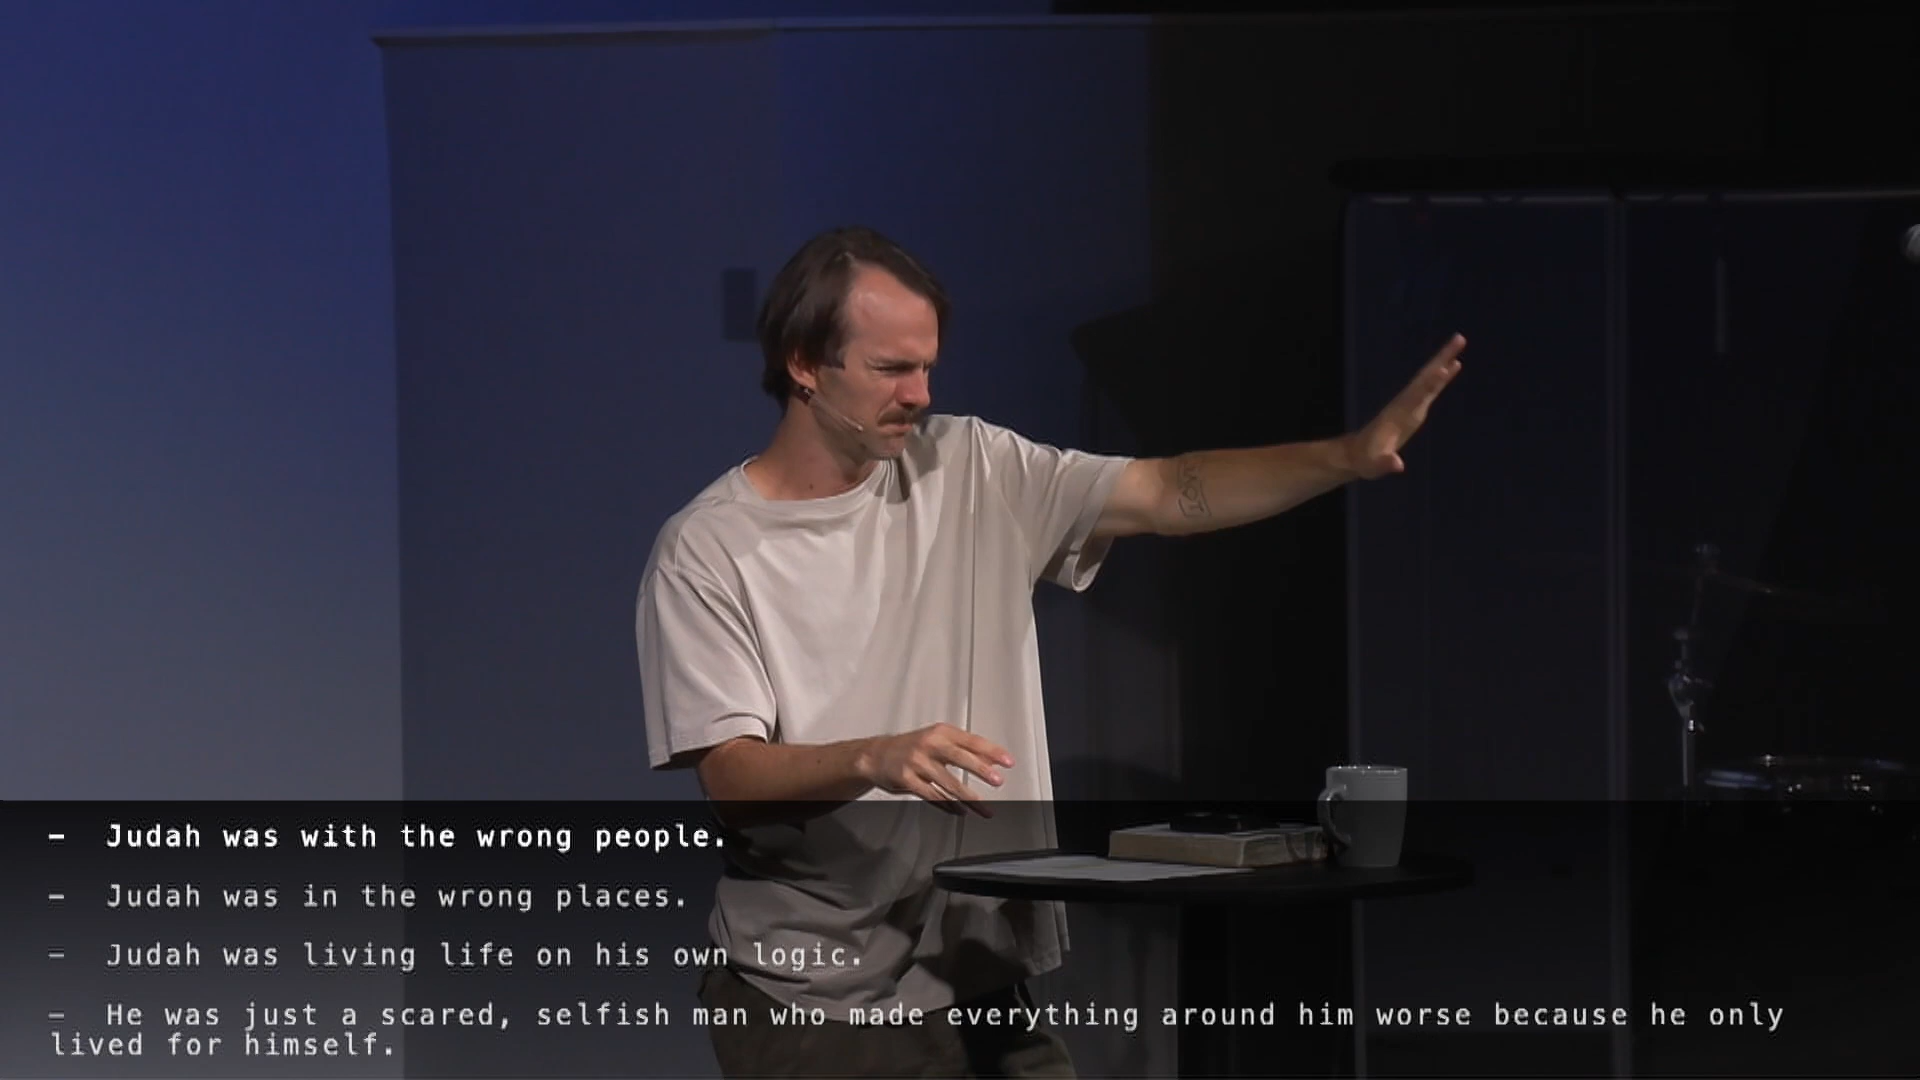 - Judah was with the wrong people.
- Judah was in the wrong places.
- Judah was living life on his own logic.
- He was just a scared, selfish man who made everything around him worse because he only
lived for himself.